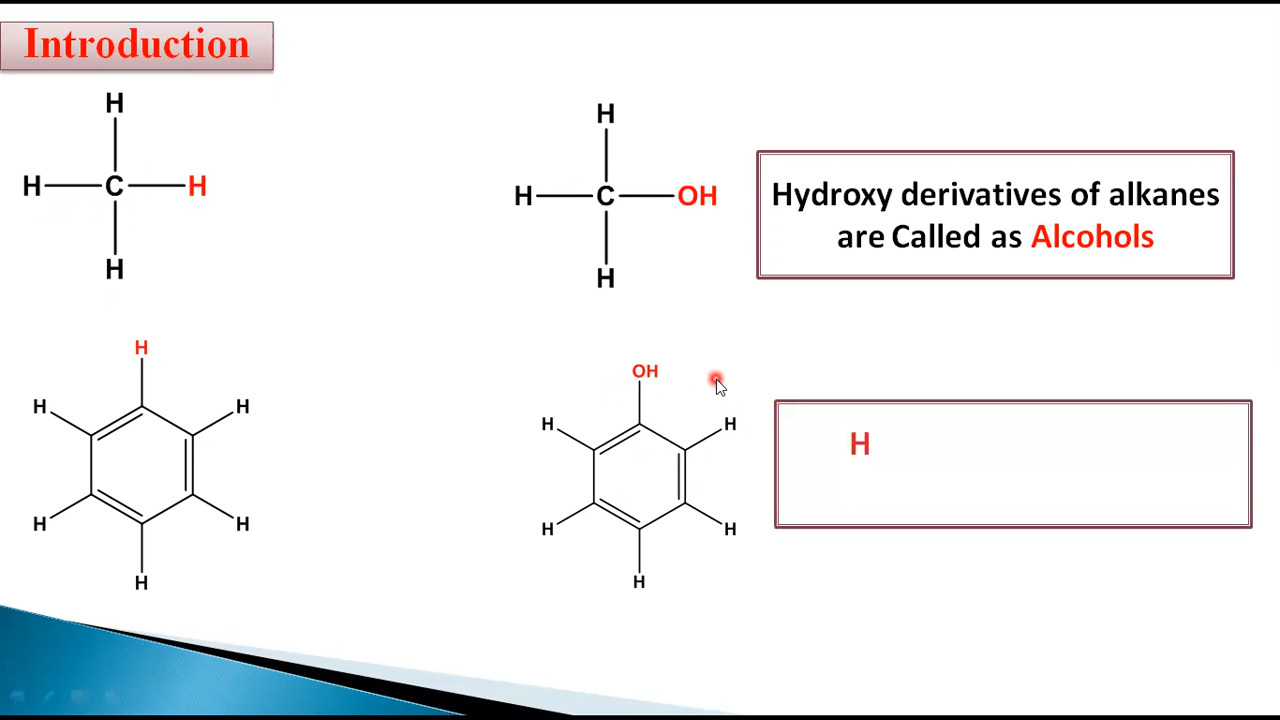 Introduction
H
H C H
H
H
H C OH
H
Hydroxy derivatives of alkanes
are Called as Alcohols
H
H H
H H
H
OH
H H
H H
H
H